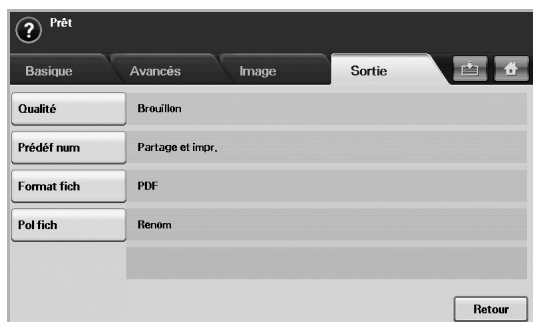 ? Prêt
Basique Avancés Image Sortie
Qualité Brouillon
Prédéf num Partage et impr.
Format fich PDF
Pol fich Renom
Retour